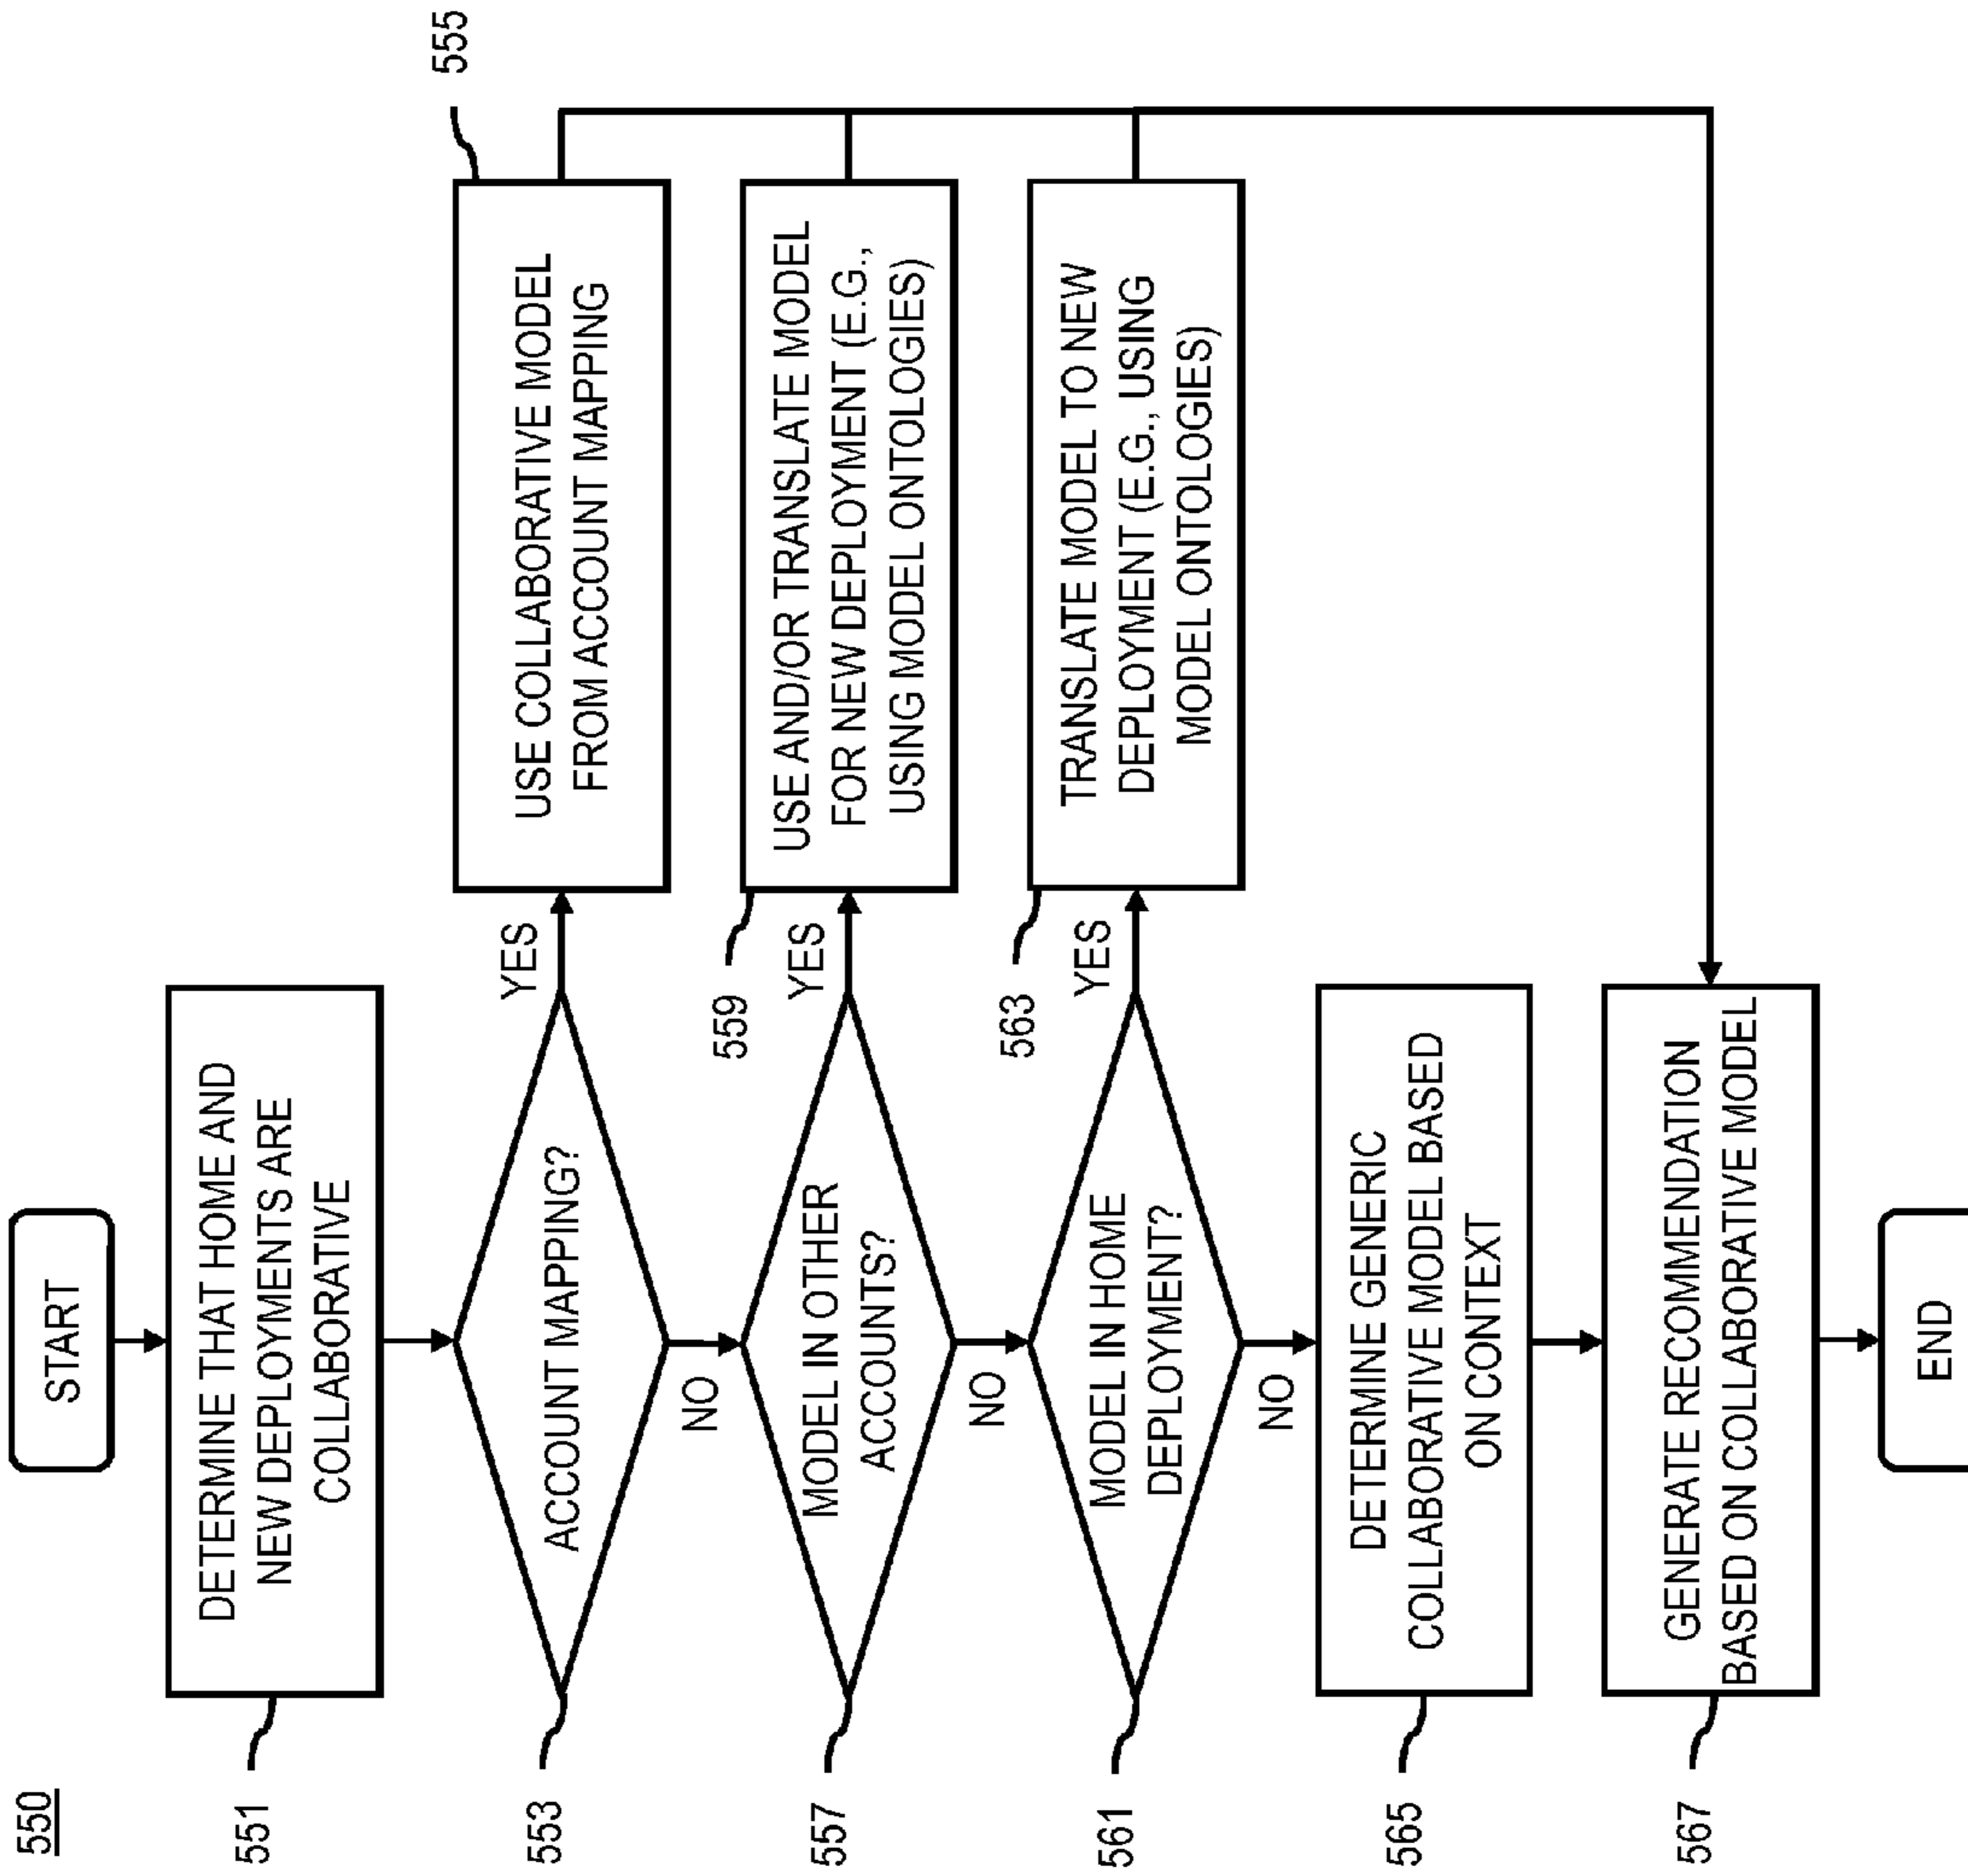 550
START
551
DETERMINE THAT HOME AND
NEW DEPLOYMENTS ARE
COLLABORATIVE
553
ACCOUNT MAPPING?
YES
555
USE COLLABORATIVE MODEL
FROM ACCOUNT MAPPING
NO
557
MODEL IN OTHER
ACCOUNTS?
YES
559
USE AND/OR TRANSLATE MODEL
FOR NEW DEPLOYMENT (E.G.,
USING MODEL ONTOLOGIES)
NO
561
MODEL IN HOME
DEPLOYMENT?
YES
563
TRANSLATE MODEL TO NEW
DEPLOYMENT (E.G., USING
MODEL ONTOLOGIES)
NO
565
DETERMINE GENERIC
COLLABORATIVE MODEL BASED
ON CONTEXT
567
GENERATE RECOMMENDATION
BASED ON COLLABORATIVE MODEL
END